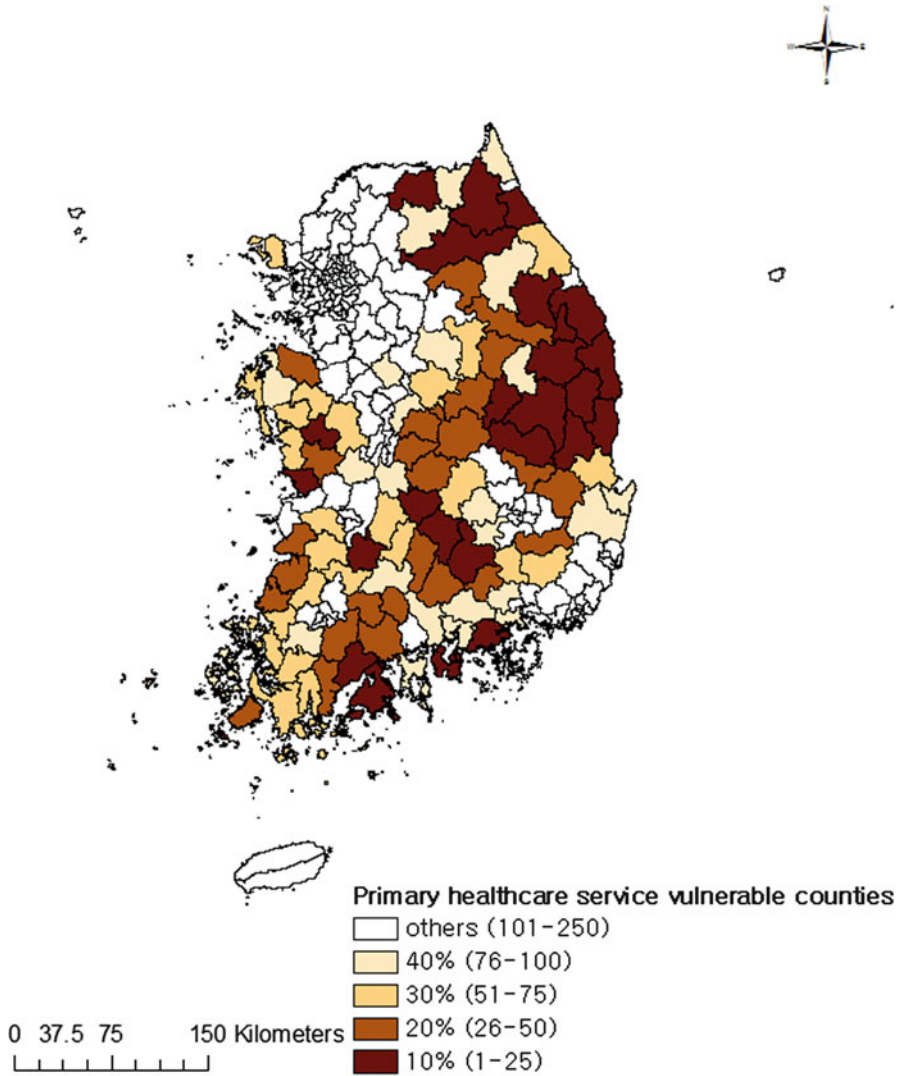 N
W E
S
Primary healthcare service vulnerable counties
others (101-250)
40% (76-100)
30% (51-75)
20% (26-50)
10% (1-25)
0 37.5 75 150 Kilometers